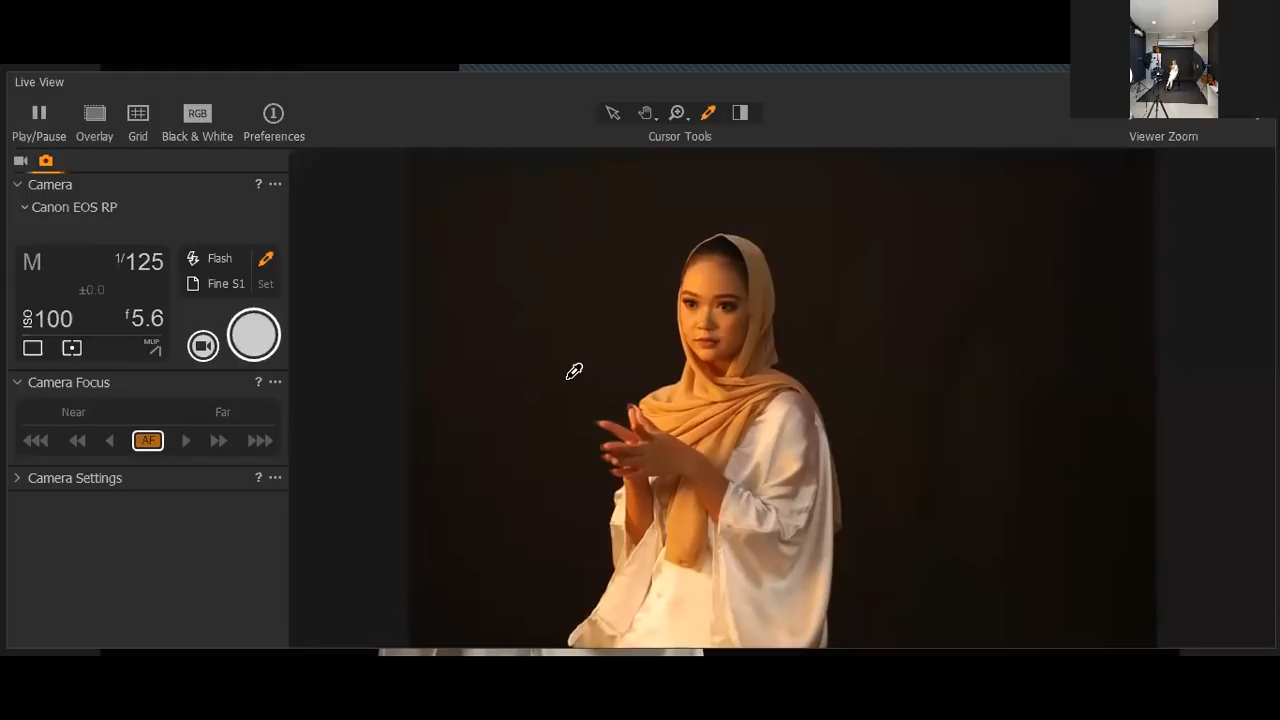 Live View
Play/Pause
Overlay
Grid
RGB
Black & White
Preferences
Cursor Tools
Viewer Zoom
Camera
? ...
Canon EOS RP
M
1/125
±0.0
ISO 100
f5.6
MUP
Flash
Fine S1
Set
Camera Focus
? ...
Near
Far
AF
Camera Settings
? ...